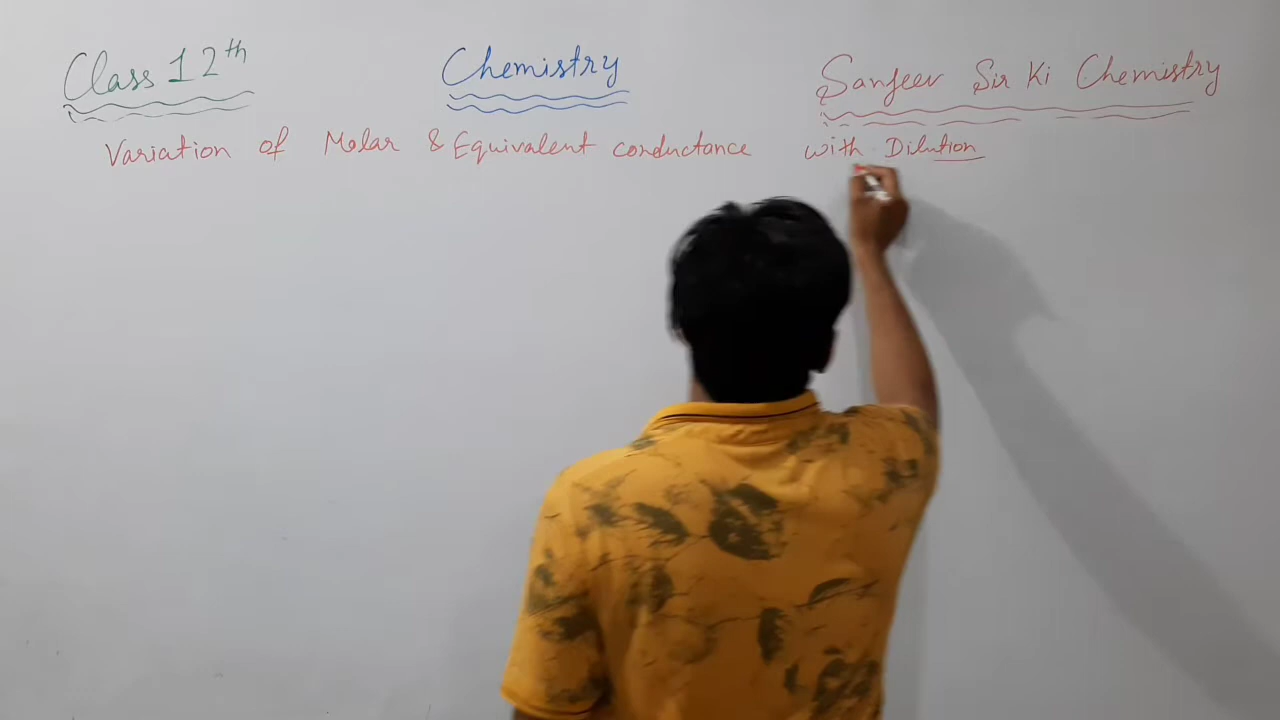 Class 12th Chemistry Sanjeev Sir Ki Chemistry
Variation of Molar & Equivalent conductance with Dilution